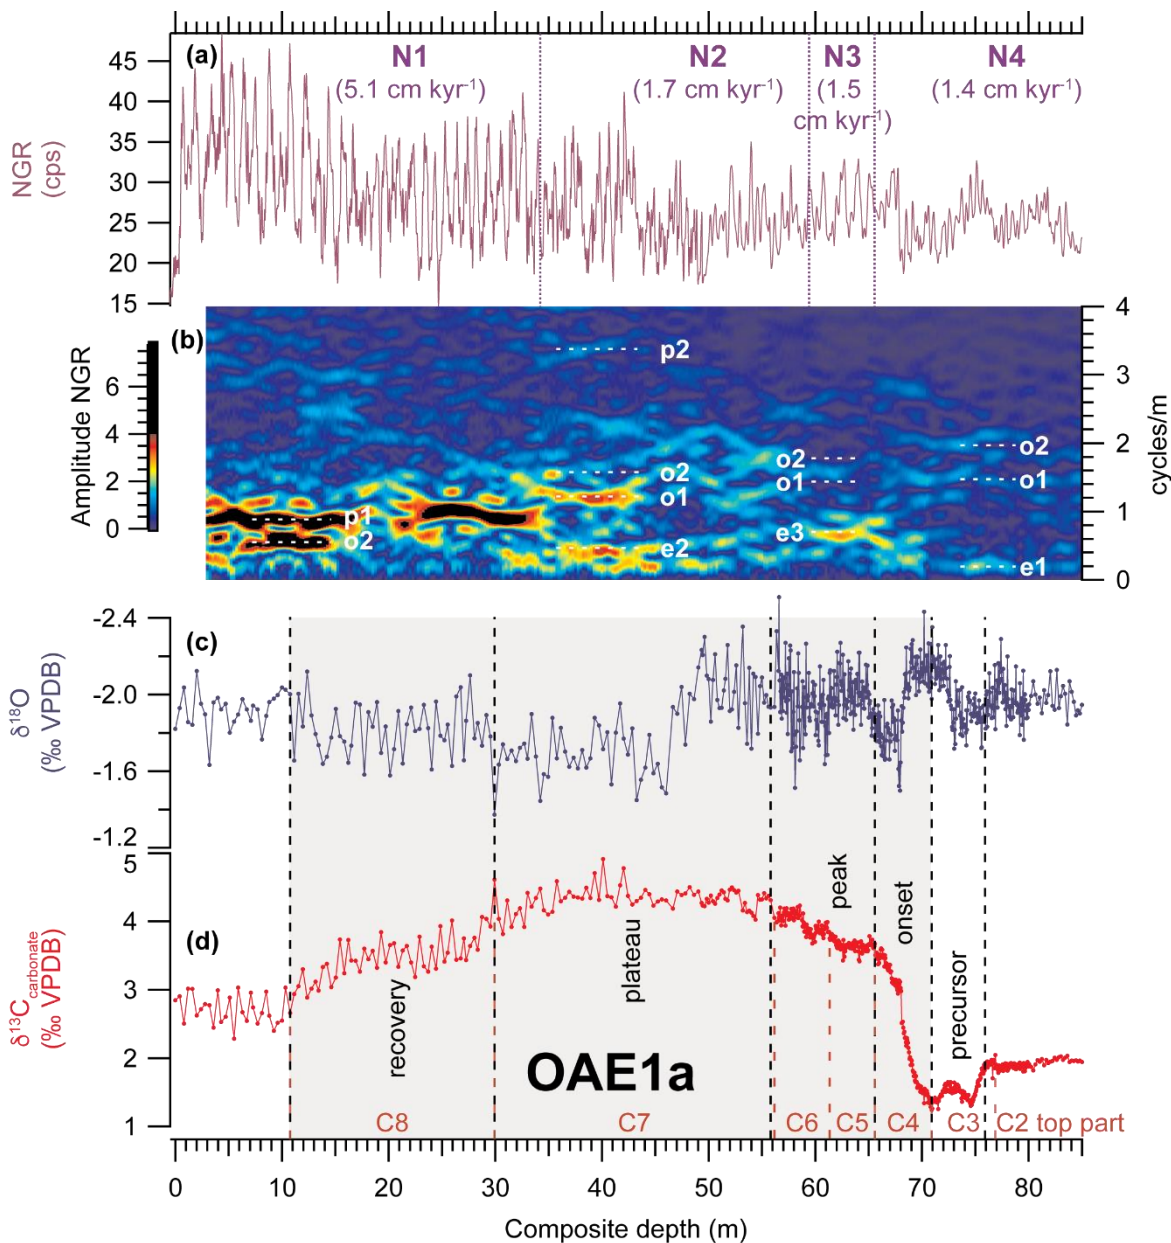 (a)
N1
(5.1 cm kyr⁻¹)
N2
(1.7 cm kyr⁻¹)
N3
(1.5
cm kyr⁻¹)
N4
(1.4 cm kyr⁻¹)
NGR
(cps)
45
40
35
30
25
20
15
(b)
Amplitude NGR
6
4
2
0
p2
o2
o1
e2
p1
o2
o2
o1
e3
o2
o1
e1
4
3
2
1
0
cycles/m
(c)
δ¹⁸O
(‰ VPDB)
-2.4
-2.0
-1.6
-1.2
(d)
δ¹³C carbonate
(‰ VPDB)
5
4
3
2
1
recovery
plateau
peak
onset
precursor
OAE1a
C8
C7
C6
C5
C4
C3
C2 top part
0
10
20
30
40
50
60
70
80
Composite depth (m)